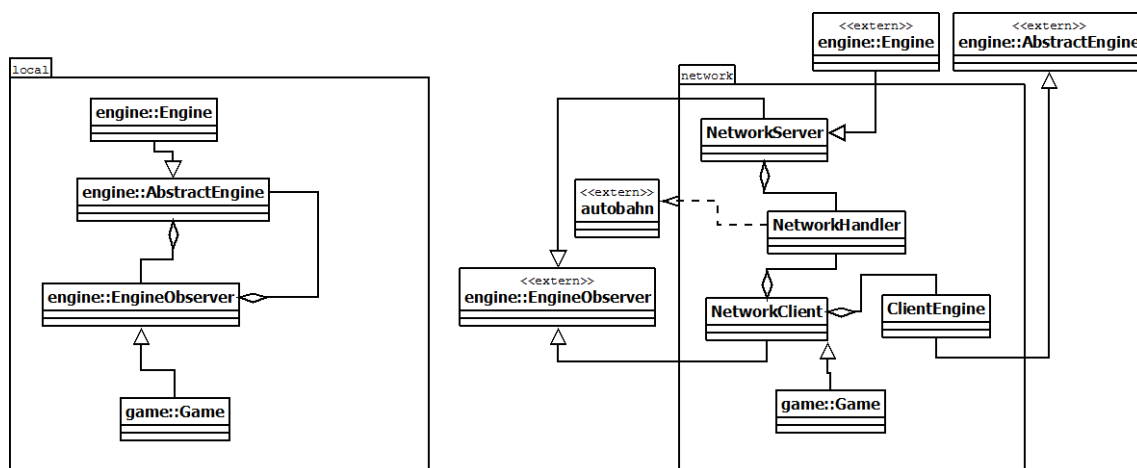 local
engine::Engine
engine::AbstractEngine
engine::EngineObserver
game::Game
<<extern>>
engine::Engine
<<extern>>
engine::AbstractEngine
network
NetworkServer
<<extern>>
autobahn
NetworkHandler
<<extern>>
engine::EngineObserver
NetworkClient
ClientEngine
game::Game